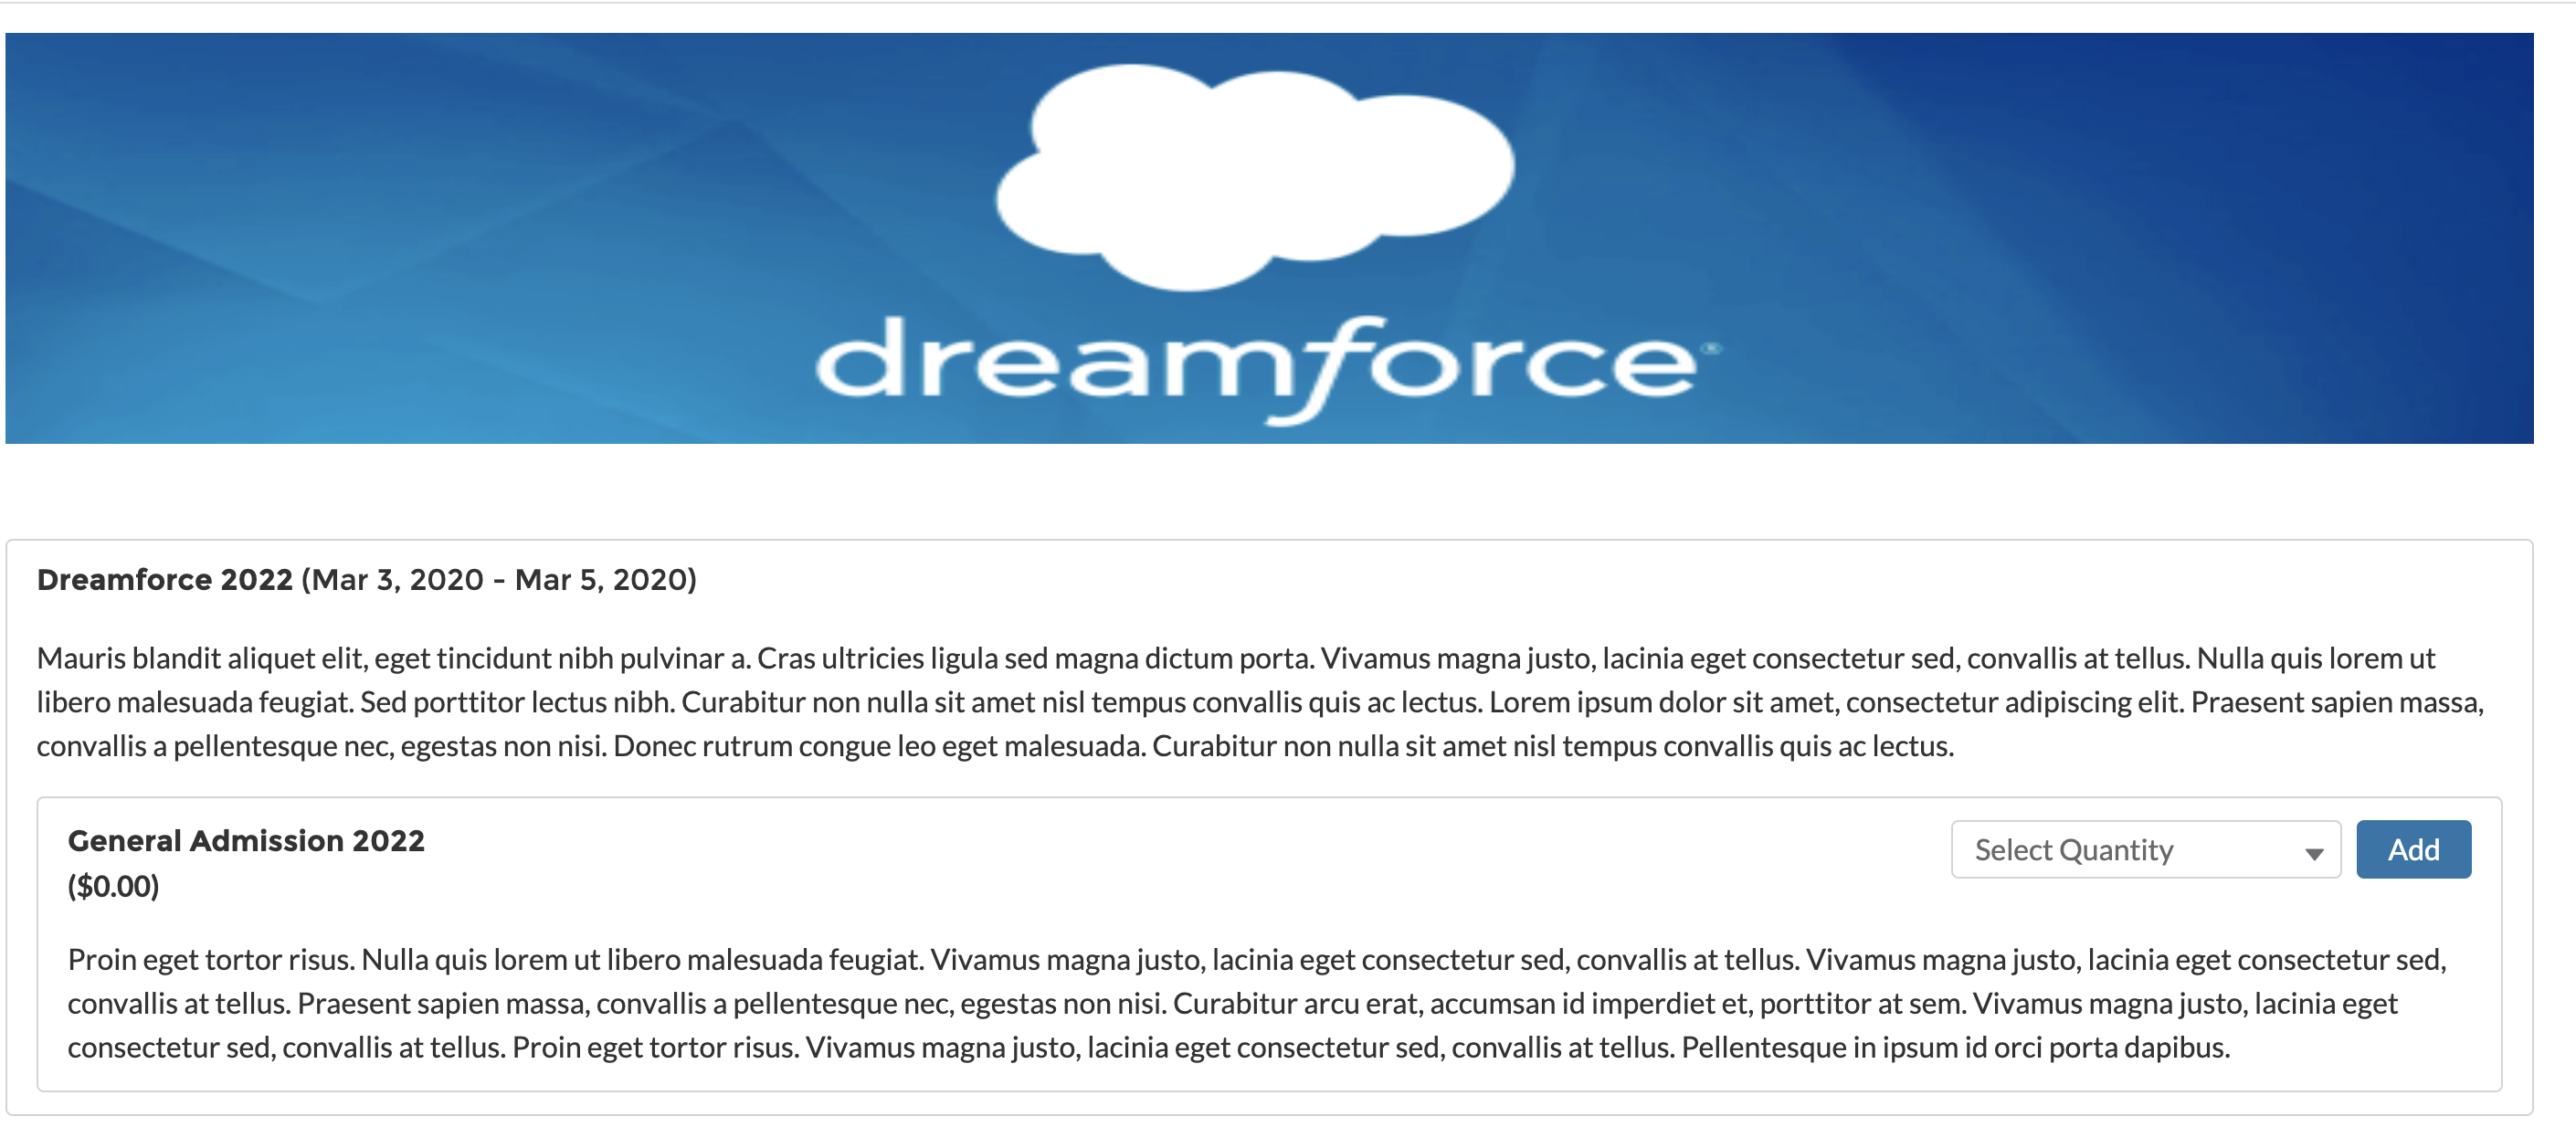 dreamforce
Dreamforce 2022 (Mar 3, 2020 - Mar 5, 2020)
Mauris blandit aliquet elit, eget tincidunt nibh pulvinar a. Cras ultricies ligula sed magna dictum porta. Vivamus magna justo, lacinia eget consectetur sed, convallis at tellus. Nulla quis lorem ut
libero malesuada feugiat. Sed porttitor lectus nibh. Curabitur non nulla sit amet nisl tempus convallis quis ac lectus. Lorem ipsum dolor sit amet, consectetur adipiscing elit. Praesent sapien massa,
convallis a pellentesque nec, egestas non nisi. Donec rutrum congue leo eget malesuada. Curabitur non nulla sit amet nisl tempus convallis quis ac lectus.
General Admission 2022
Select Quantity
Add
($0.00)
Proin eget tortor risus. Nulla quis lorem ut libero malesuada feugiat. Vivamus magna justo, lacinia eget consectetur sed, convallis at tellus. Vivamus magna justo, lacinia eget consectetur sed,
convallis at tellus. Praesent sapien massa, convallis a pellentesque nec, egestas non nisi. Curabitur arcu erat, accumsan id imperdiet et, porttitor at sem. Vivamus magna justo, lacinia eget
consectetur sed, convallis at tellus. Proin eget tortor risus. Vivamus magna justo, lacinia eget consectetur sed, convallis at tellus. Pellentesque in ipsum id orci porta dapibus.